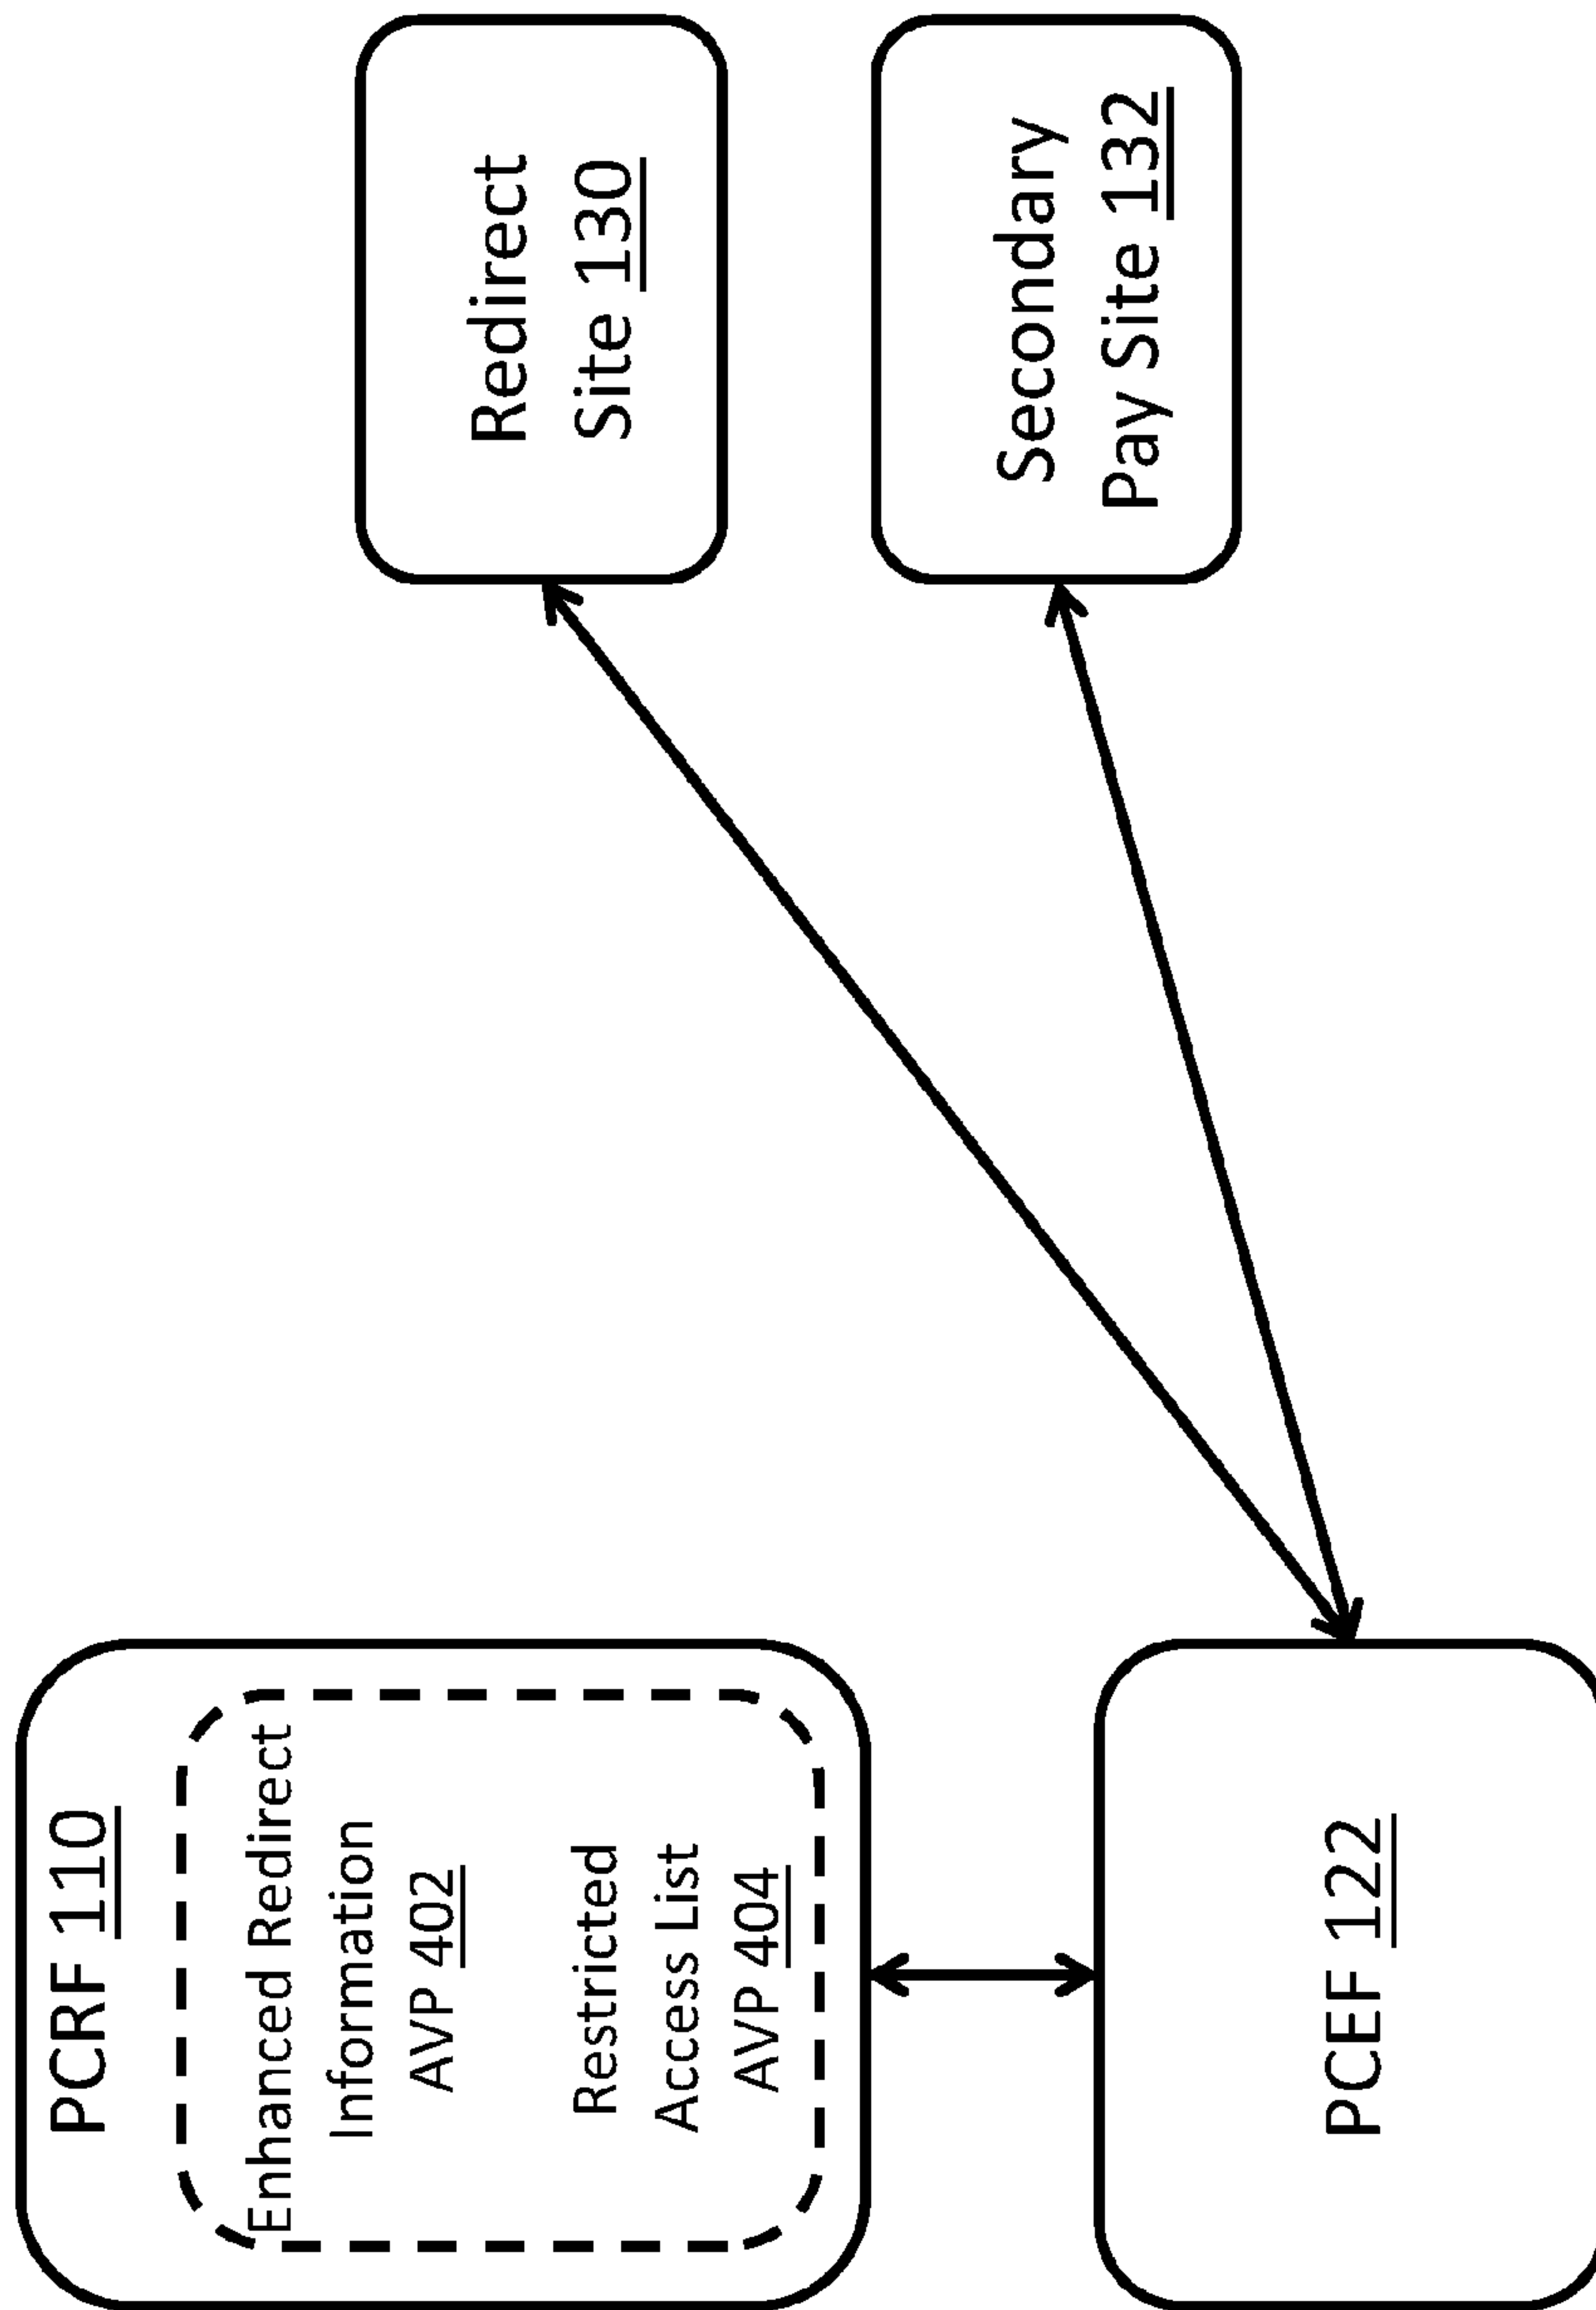 PCRF 110
Enhanced Redirect
Information
AVP 402
Restricted
Access List
AVP 404
PCEF 122
Redirect
Site 130
Secondary
Pay Site 132